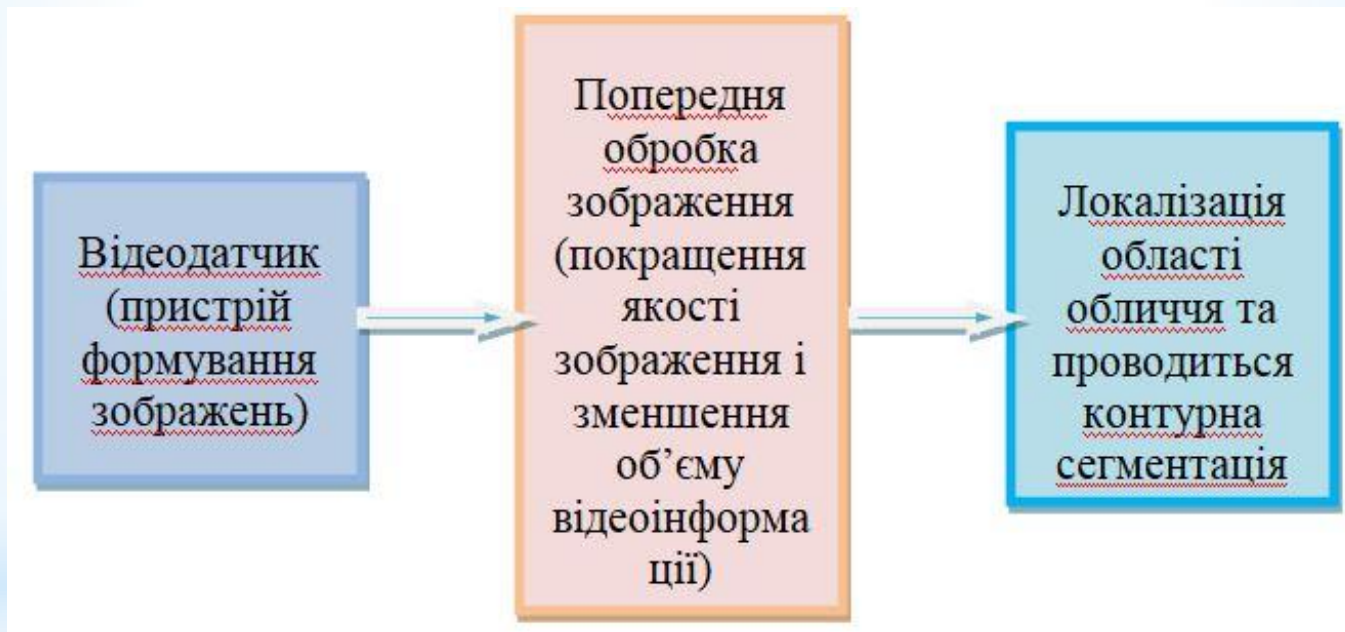 Відеодатчик
(пристрій
формування
зображень)
Попередня
обробка
зображення
(покращення
якості
зображення і
зменшення
об’єму
відеоінформа
ції)
Локалізація
області
обличчя та
проводиться
контурна
сегментація